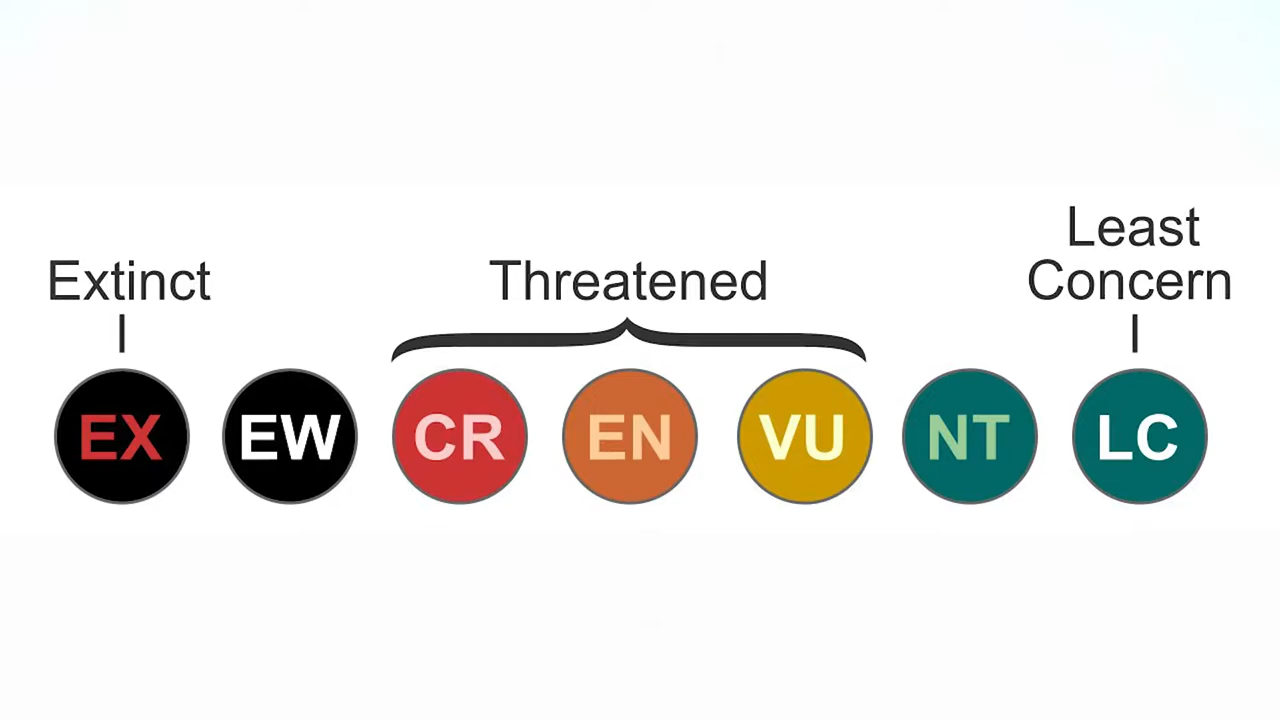 Extinct
Threatened
Least
Concern
EX EW CR EN VU NT LC